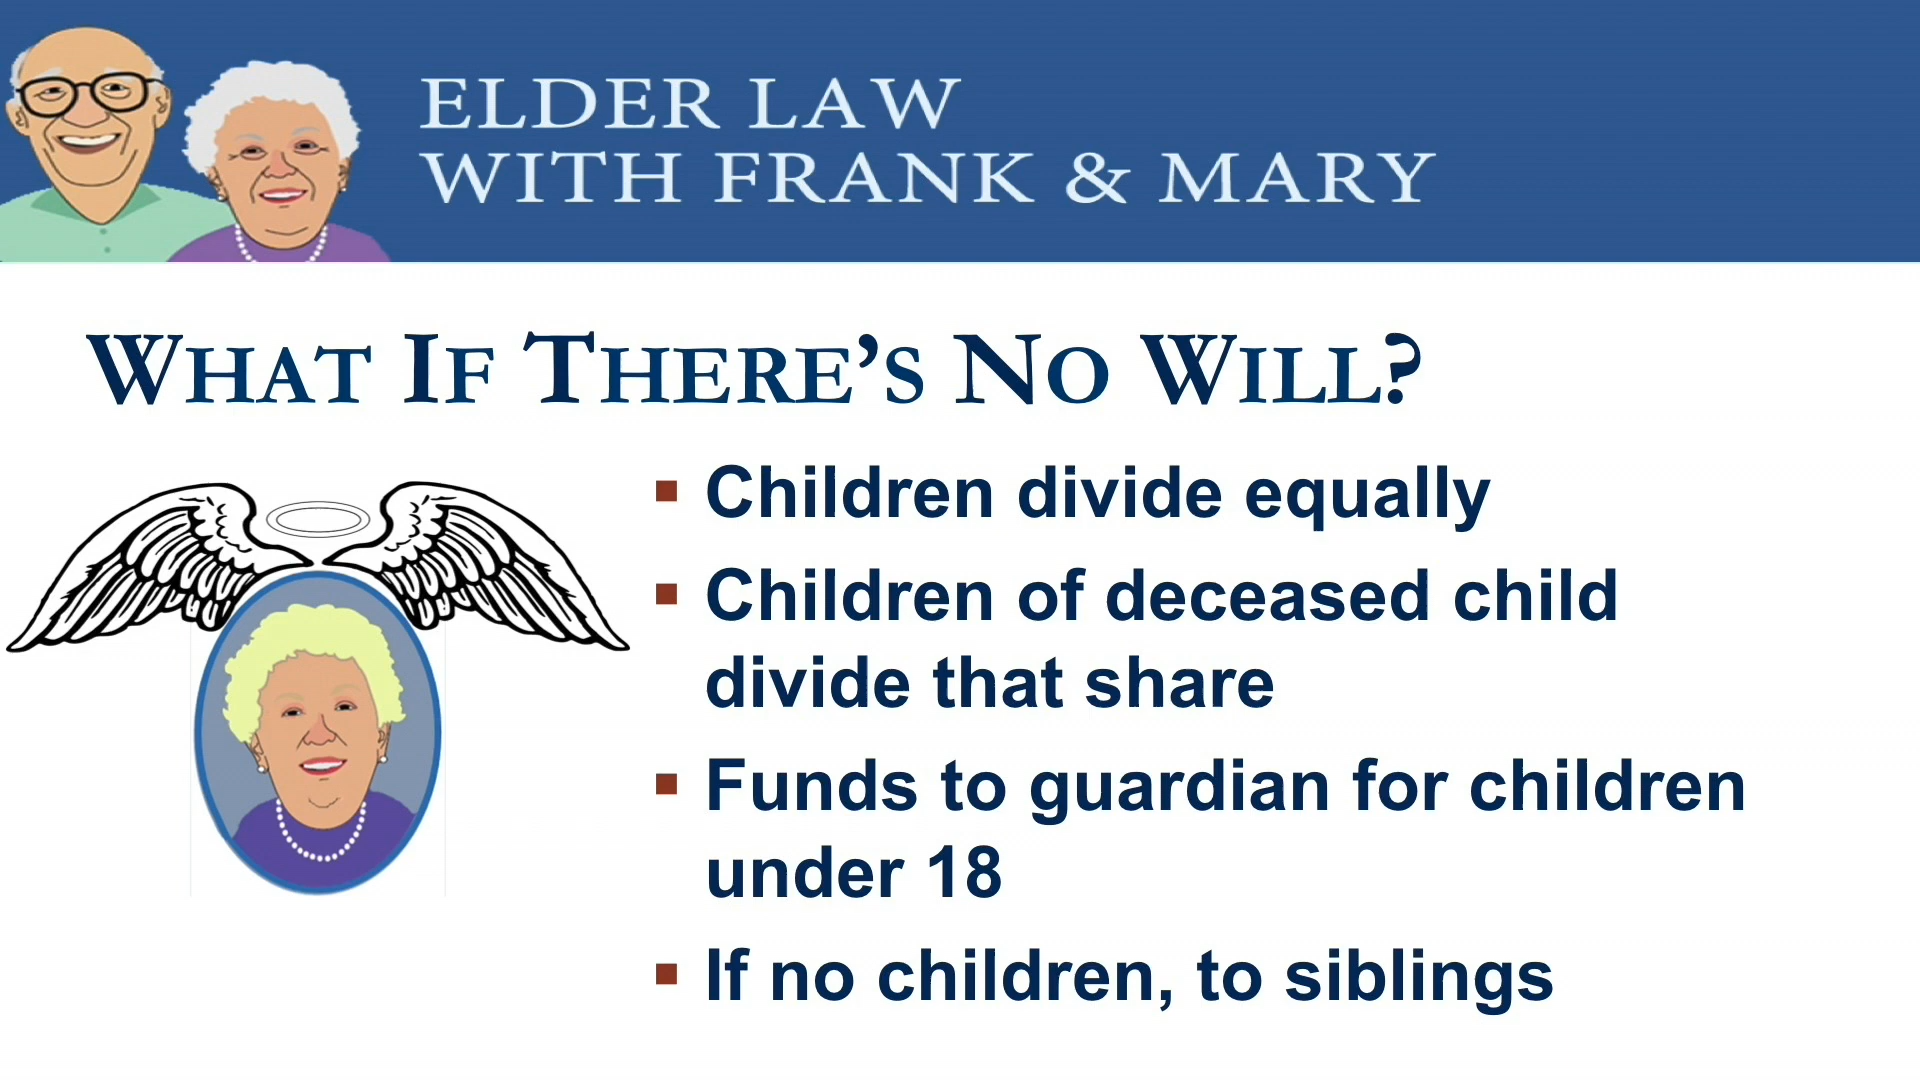 ELDER LAW
WITH FRANK & MARY
WHAT IF THERE'S NO WILL?
▪ Children divide equally
▪ Children of deceased child
divide that share
▪ Funds to guardian for children
under 18
▪ If no children, to siblings